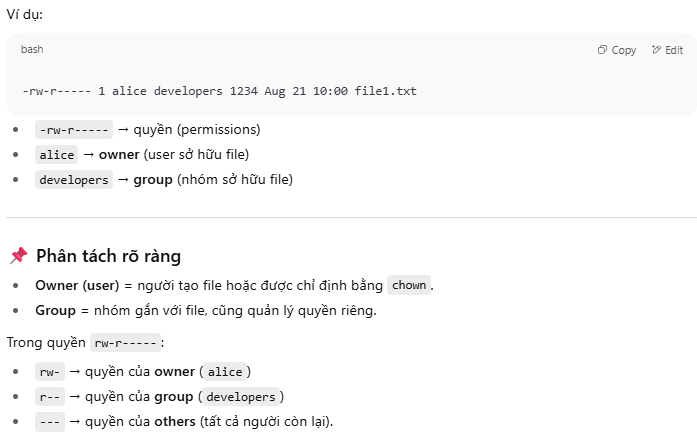 Ví dụ:
bash
Copy Edit
-rw-r----- 1 alice developers 1234 Aug 21 10:00 file1.txt
• -rw-r----- → quyền (permissions)
• alice → owner (user sở hữu file)
• developers → group (nhóm sở hữu file)
📌 Phân tách rõ ràng
• Owner (user) = người tạo file hoặc được chỉ định bằng chown.
• Group = nhóm gắn với file, cũng quản lý quyền riêng.
Trong quyền rw-r-----:
• rw- → quyền của owner (alice)
• r-- → quyền của group (developers)
• --- → quyền của others (tất cả người còn lại).